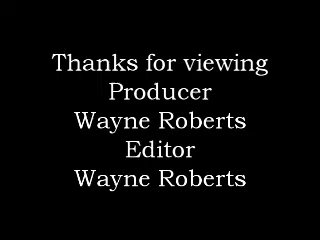 Thanks for viewing
Producer
Wayne Roberts
Editor
Wayne Roberts